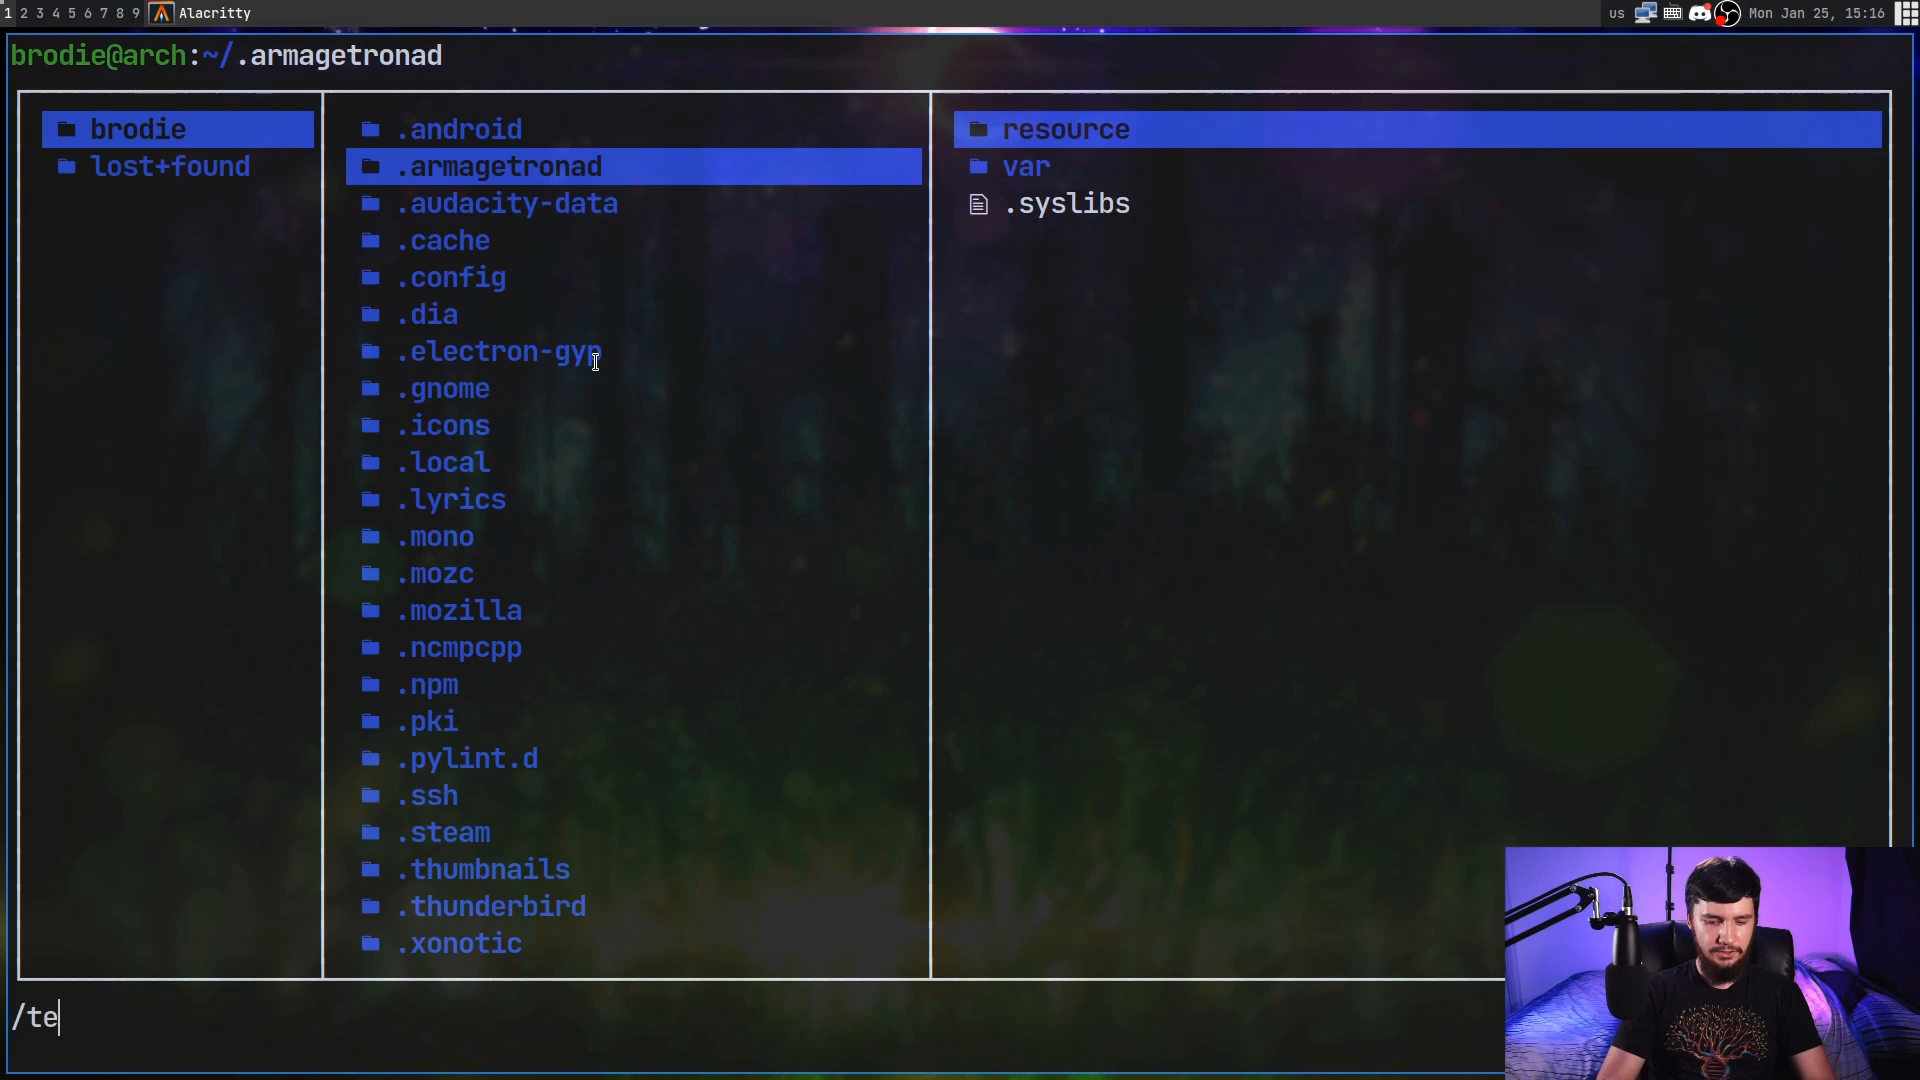 1 2 3 4 5 6 7 8 9 Alacritty us Mon Jan 25, 15:16
brodie@arch:~/.armagetronad
brodie
lost+found
.android
.armagetronad
.audacity-data
.cache
.config
.dia
.electron-gyp
.gnome
.icons
.local
.lyrics
.mono
.mozc
.mozilla
.ncmpcpp
.npm
.pki
.pylint.d
.ssh
.steam
.thumbnails
.thunderbird
.xonotic
resource
var
.syslibs
/te